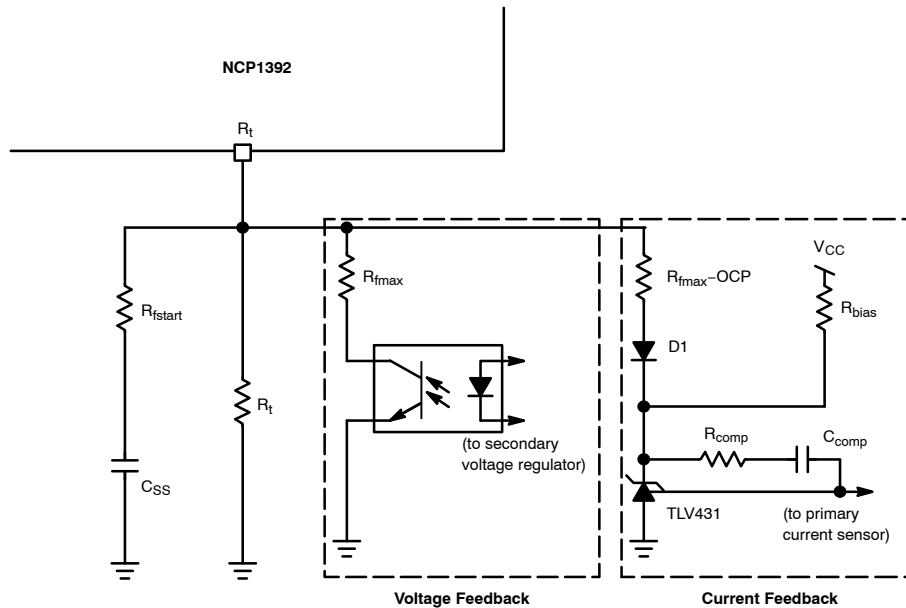 NCP1392
Rt
VCC
Rfmax
Rfmax–OCP
Rfstart
Rbias
D1
Rt
Rcomp
Ccomp
(to secondary
voltage regulator)
CSS
TLV431
(to primary
current sensor)
Voltage Feedback
Current Feedback